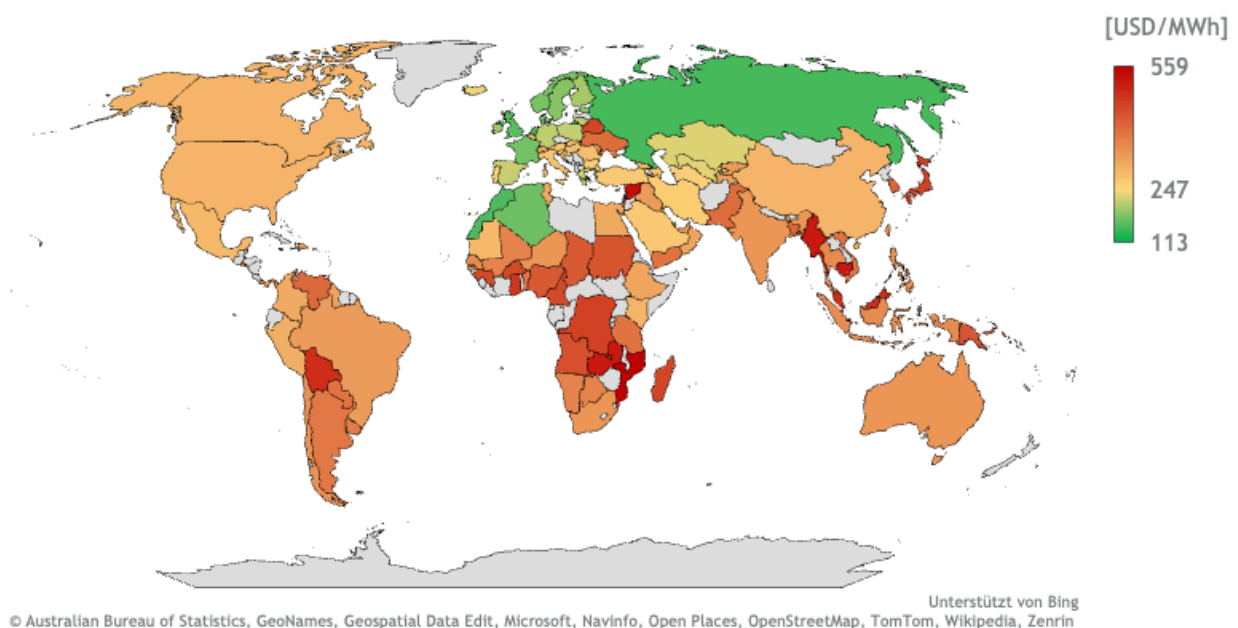 [USD/MWh]
559
247
113
Unterstützt von Bing
© Australian Bureau of Statistics, GeoNames, Geospatial Data Edit, Microsoft, Navinfo, Open Places, OpenStreetMap, TomTom, Wikipedia, Zenrin